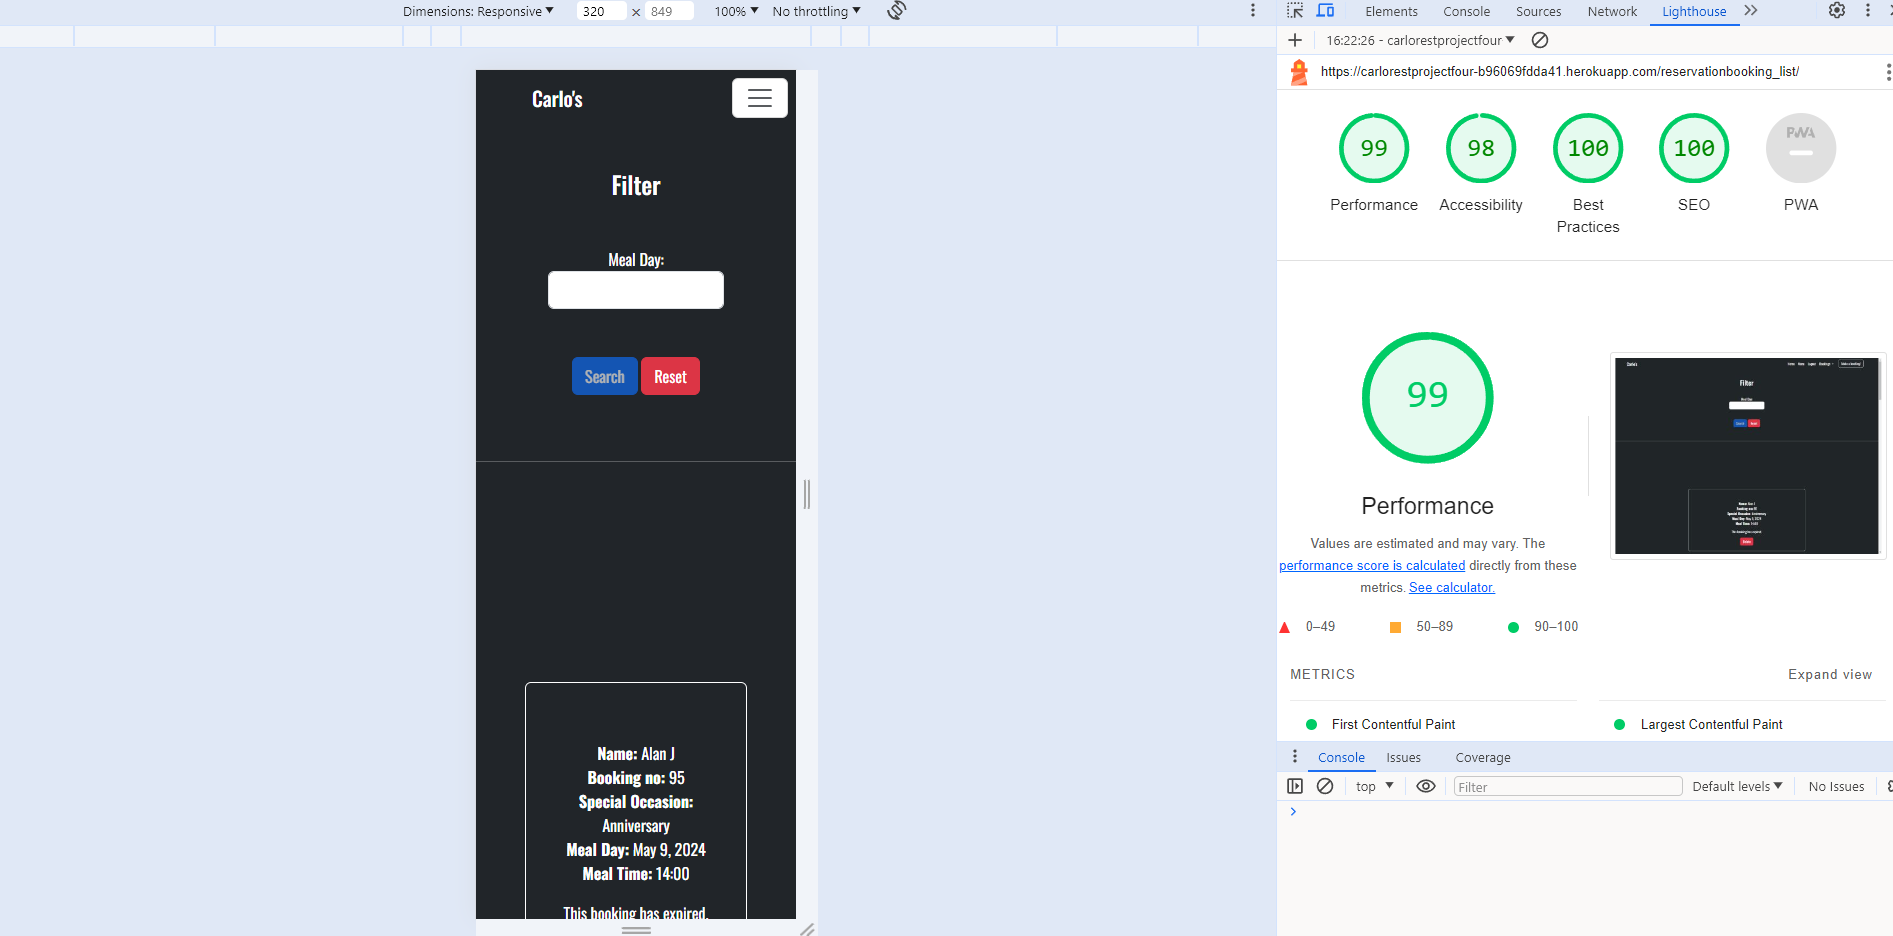 Dimensions: Responsive 320 × 849 100% No throttling
Elements Console Sources Network Lighthouse
16:22:26 - carlorestprojectfour
https://carlorestprojectfour-b96069fdda41.herokuapp.com/reservationbooking_list/
Carlo's
Filter
Meal Day:
Search Reset
Name: Alan J
Booking no: 95
Special Occasion:
Anniversary
Meal Day: May 9, 2024
Meal Time: 14:00
This booking has expired.
99 98 100 100 PWA
Performance Accessibility Best Practices SEO PWA
99
Performance
Values are estimated and may vary. The
performance score is calculated directly from these
metrics. See calculator.
0–49 50–89 90–100
Carlo's
Filter
METRICS Expand view
First Contentful Paint Largest Contentful Paint
Console Issues Coverage
top Filter Default levels No Issues